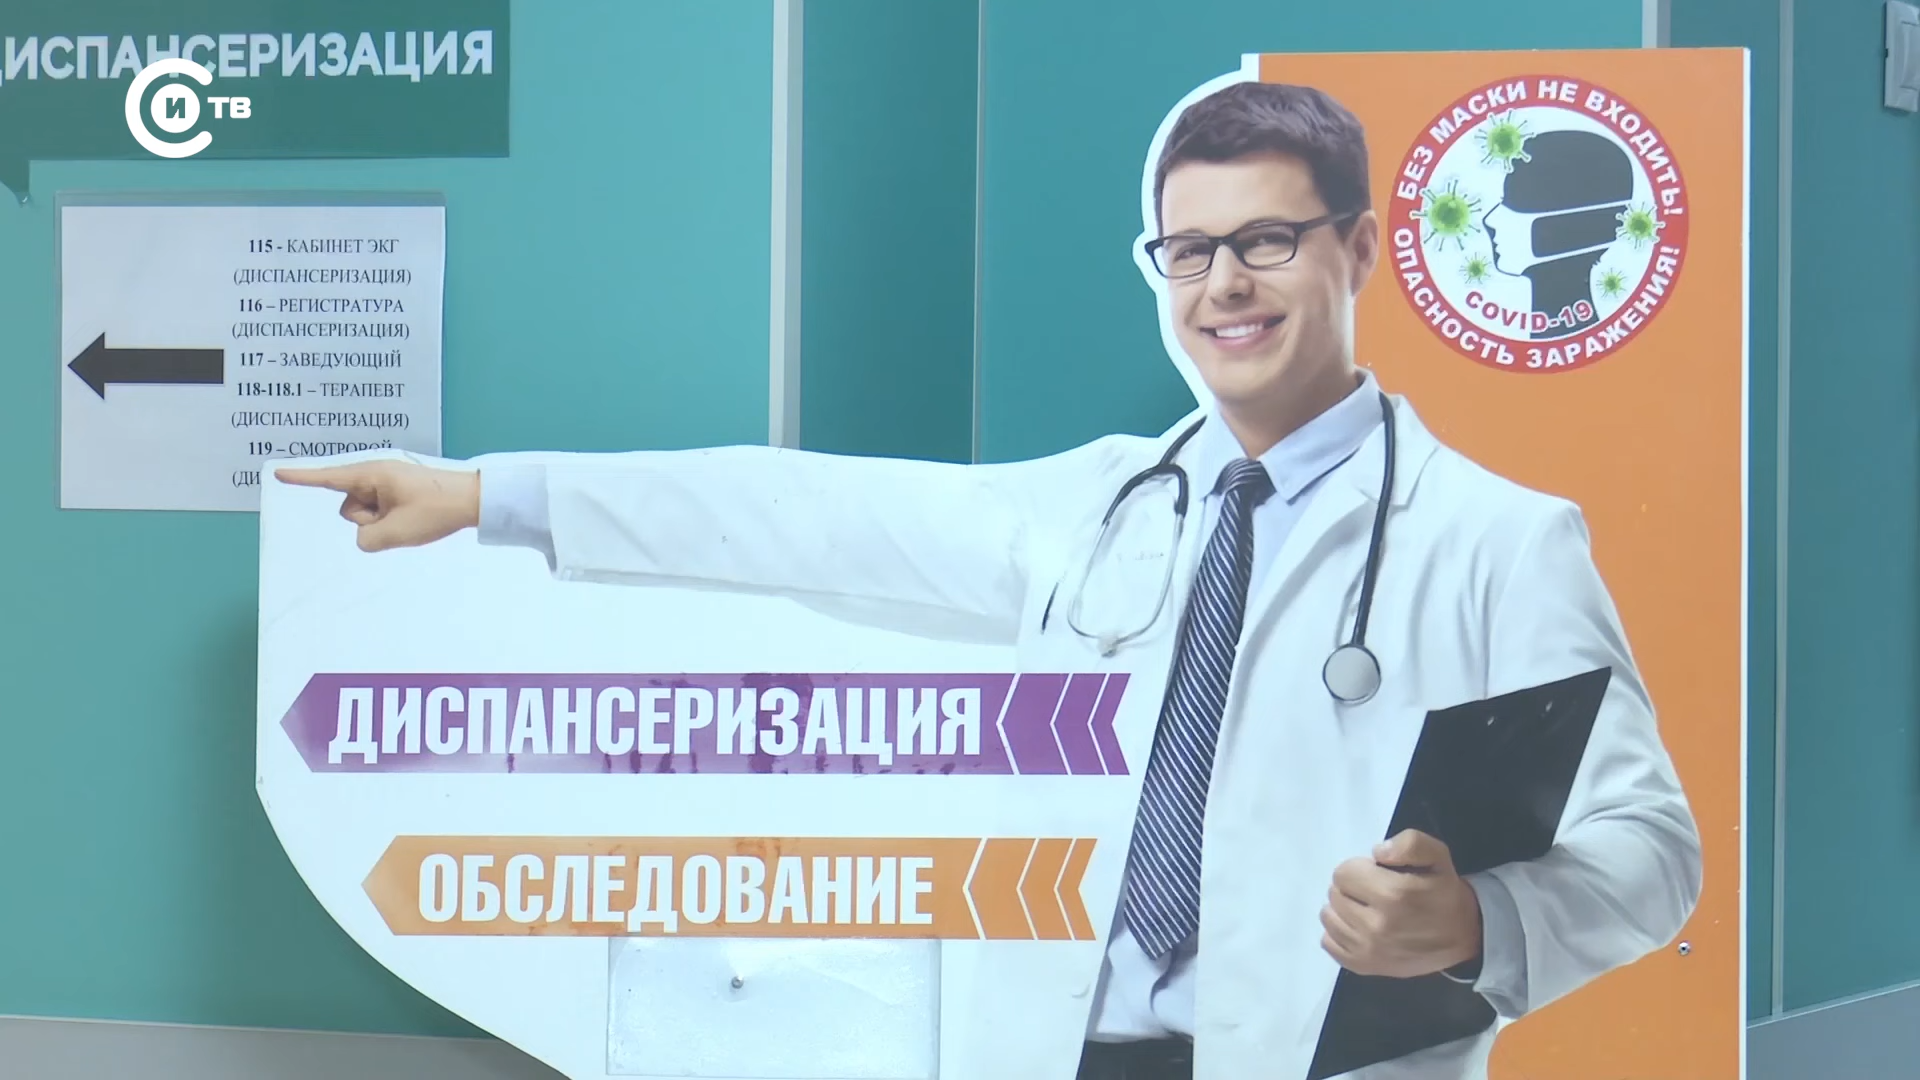 ДИСПАНСЕРИЗАЦИЯ
СИТВ
115 - КАБИНЕТ ЭКГ
(ДИСПАНСЕРИЗАЦИЯ)
116 – РЕГИСТРАТУРА
(ДИСПАНСЕРИЗАЦИЯ)
117 – ЗАВЕДУЮЩИЙ
118-118.1 – ТЕРАПЕВТ
(ДИСПАНСЕРИЗАЦИЯ)
119 – СМОТРОВОЙ
(ДИ
БЕЗ МАСКИ НЕ ВХОДИТЬ!
ОПАСНОСТЬ ЗАРАЖЕНИЯ!
COVID-19
ДИСПАНСЕРИЗАЦИЯ
ОБСЛЕДОВАНИЕ